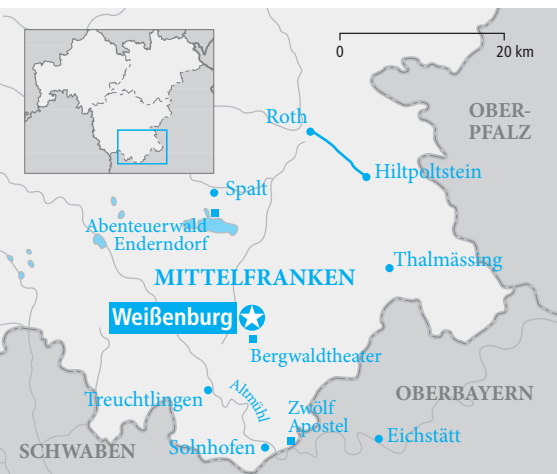 0
20 km
Roth
OBER-
PFALZ
Hiltpoltstein
Spalt
Abenteuerwald
Enderndorf
Thalmässing
MITTELFRANKEN
Weißenburg
Bergwaldtheater
Treuchtlingen
Altmühl
Zwölf
Apostel
OBERBAYERN
Eichstätt
SCHWABEN
Solnhofen